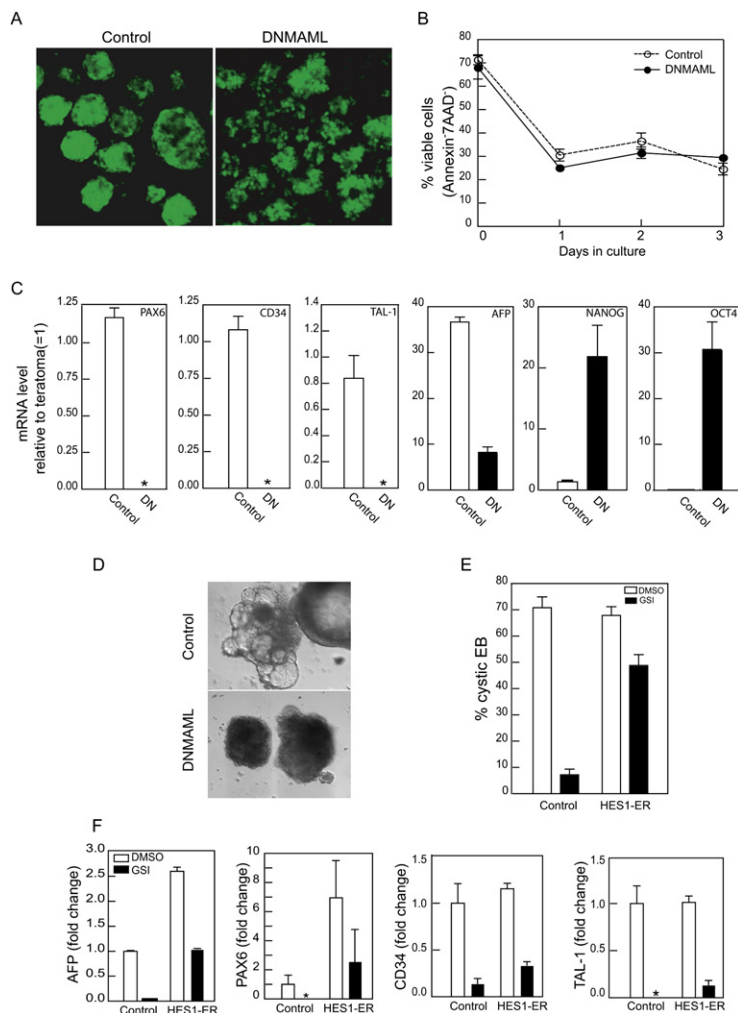 A
Control
DNMAML
B
% viable cells
(Annexin⁻7AAD⁻)
80
70
60
50
40
30
20
10
0
Control
DNMAML
0
1
2
3
Days in culture
C
mRNA level
relative to teratoma(=1)
1.25
1.00
0.75
0.50
0.25
0.00
PAX6
*
Control
DN
1.25
1.00
0.75
0.50
0.25
0.00
CD34
*
Control
DN
1.4
1.2
1.0
0.8
0.6
0.4
0.2
0.0
TAL-1
*
Control
DN
40
30
20
10
0
AFP
Control
DN
30
20
10
0
NANOG
Control
DN
40
30
20
10
0
OCT4
Control
DN
D
Control
DNMAML
E
% cystic EB
80
70
60
50
40
30
20
10
0
DMSO
GSI
Control
HES1-ER
F
AFP (fold change)
3.0
2.5
2.0
1.5
1.0
0.5
0.0
DMSO
GSI
Control
HES1-ER
PAX6 (fold change)
10
8
6
4
2
0
*
Control
HES1-ER
CD34 (fold change)
1.5
1.0
0.5
0
Control
HES1-ER
TAL-1 (fold change)
1.5
1.0
0.5
0.0
*
Control
HES1-ER